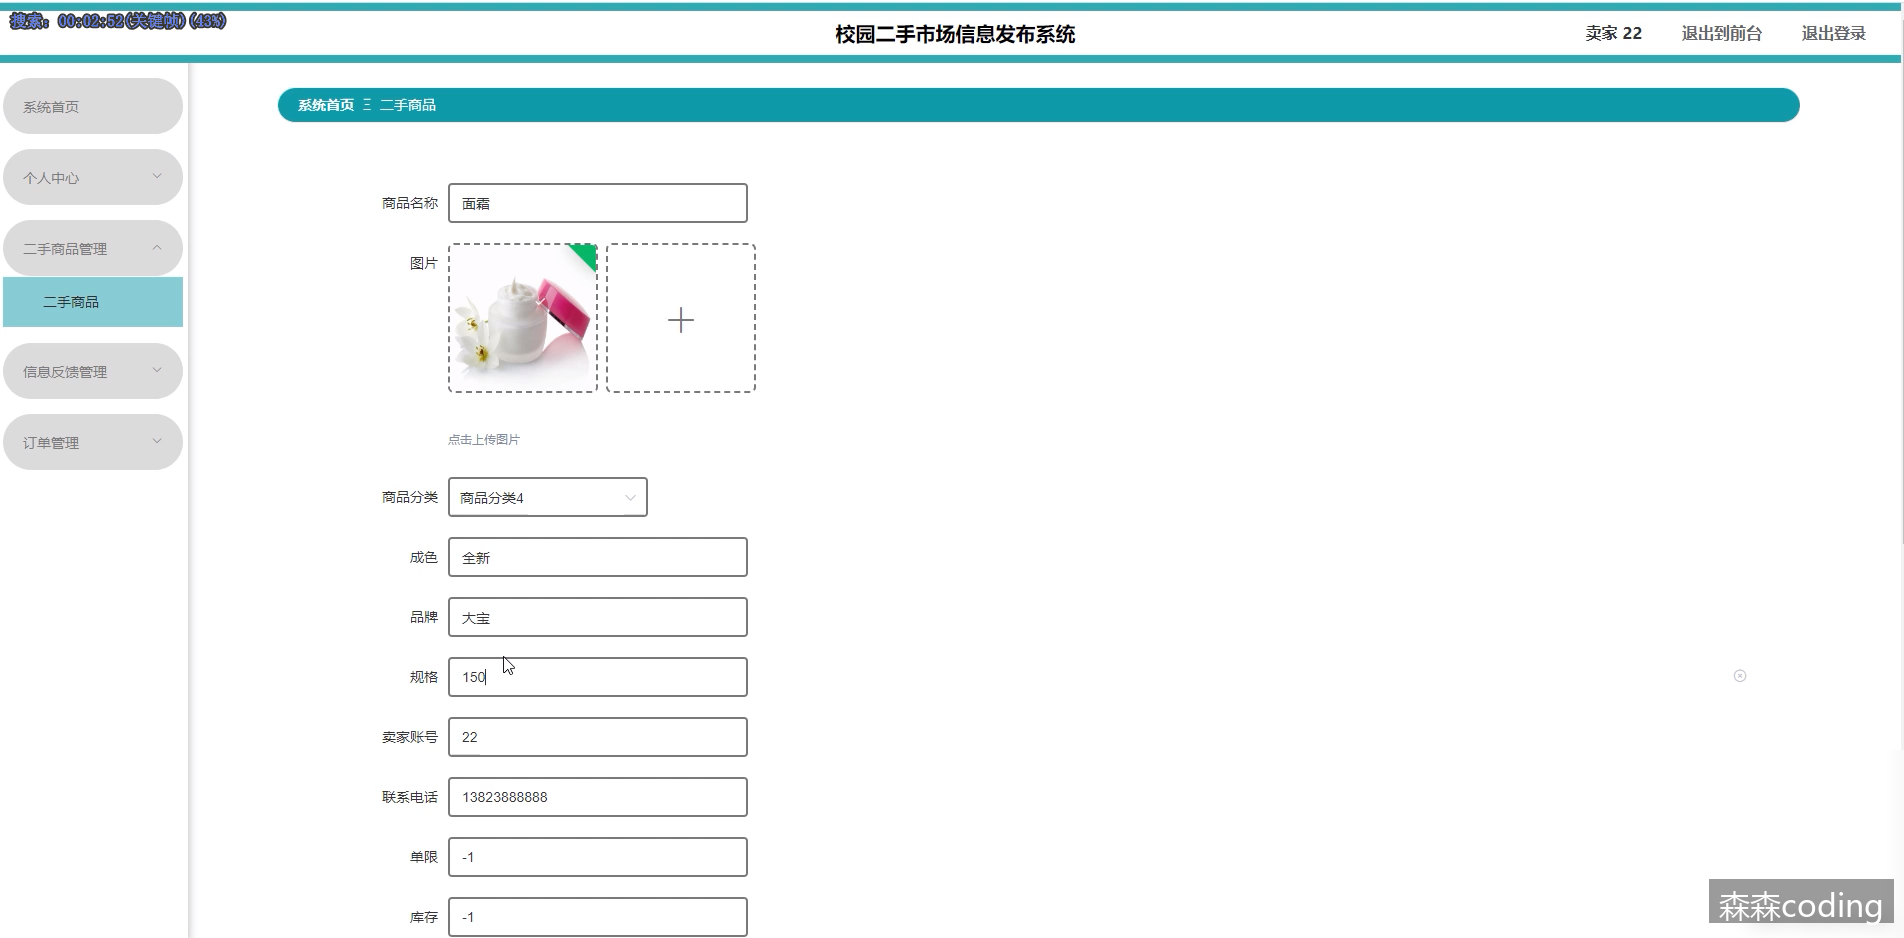 搜索：00:02:52(关键帧)(43%)
校园二手市场信息发布系统
卖家 22
退出到前台
退出登录
系统首页
个人中心
二手商品管理
二手商品
信息反馈管理
订单管理
系统首页 Ξ 二手商品
商品名称 面霜
图片
点击上传图片
商品分类 商品分类4
成色 全新
品牌 大宝
规格 150
卖家账号 22
联系电话 13823888888
单限 -1
库存 -1
森森coding